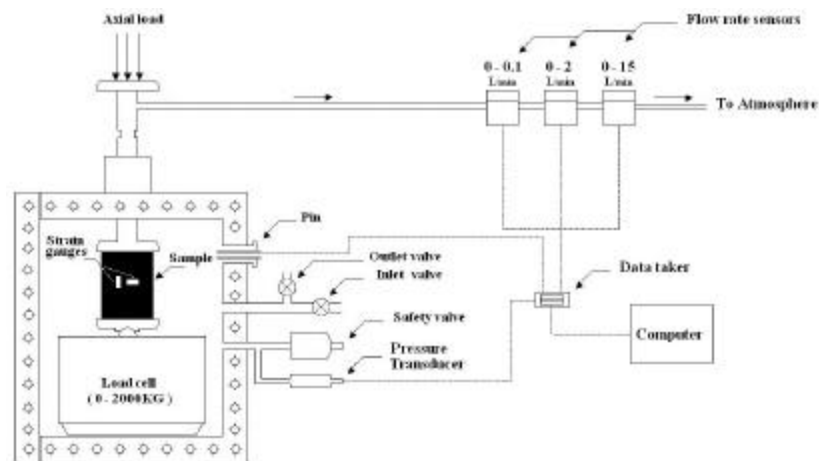 Axial load
Flow rate sensors
0 - 0.1
L/min
0 - 2
L/min
0 - 15
L/min
To Atmosphere
Pin
Strain
gauges
Sample
Outlet valve
Inlet valve
Data taker
Safety valve
Computer
Pressure
Transducer
Load cell
( 0 - 2000KG )